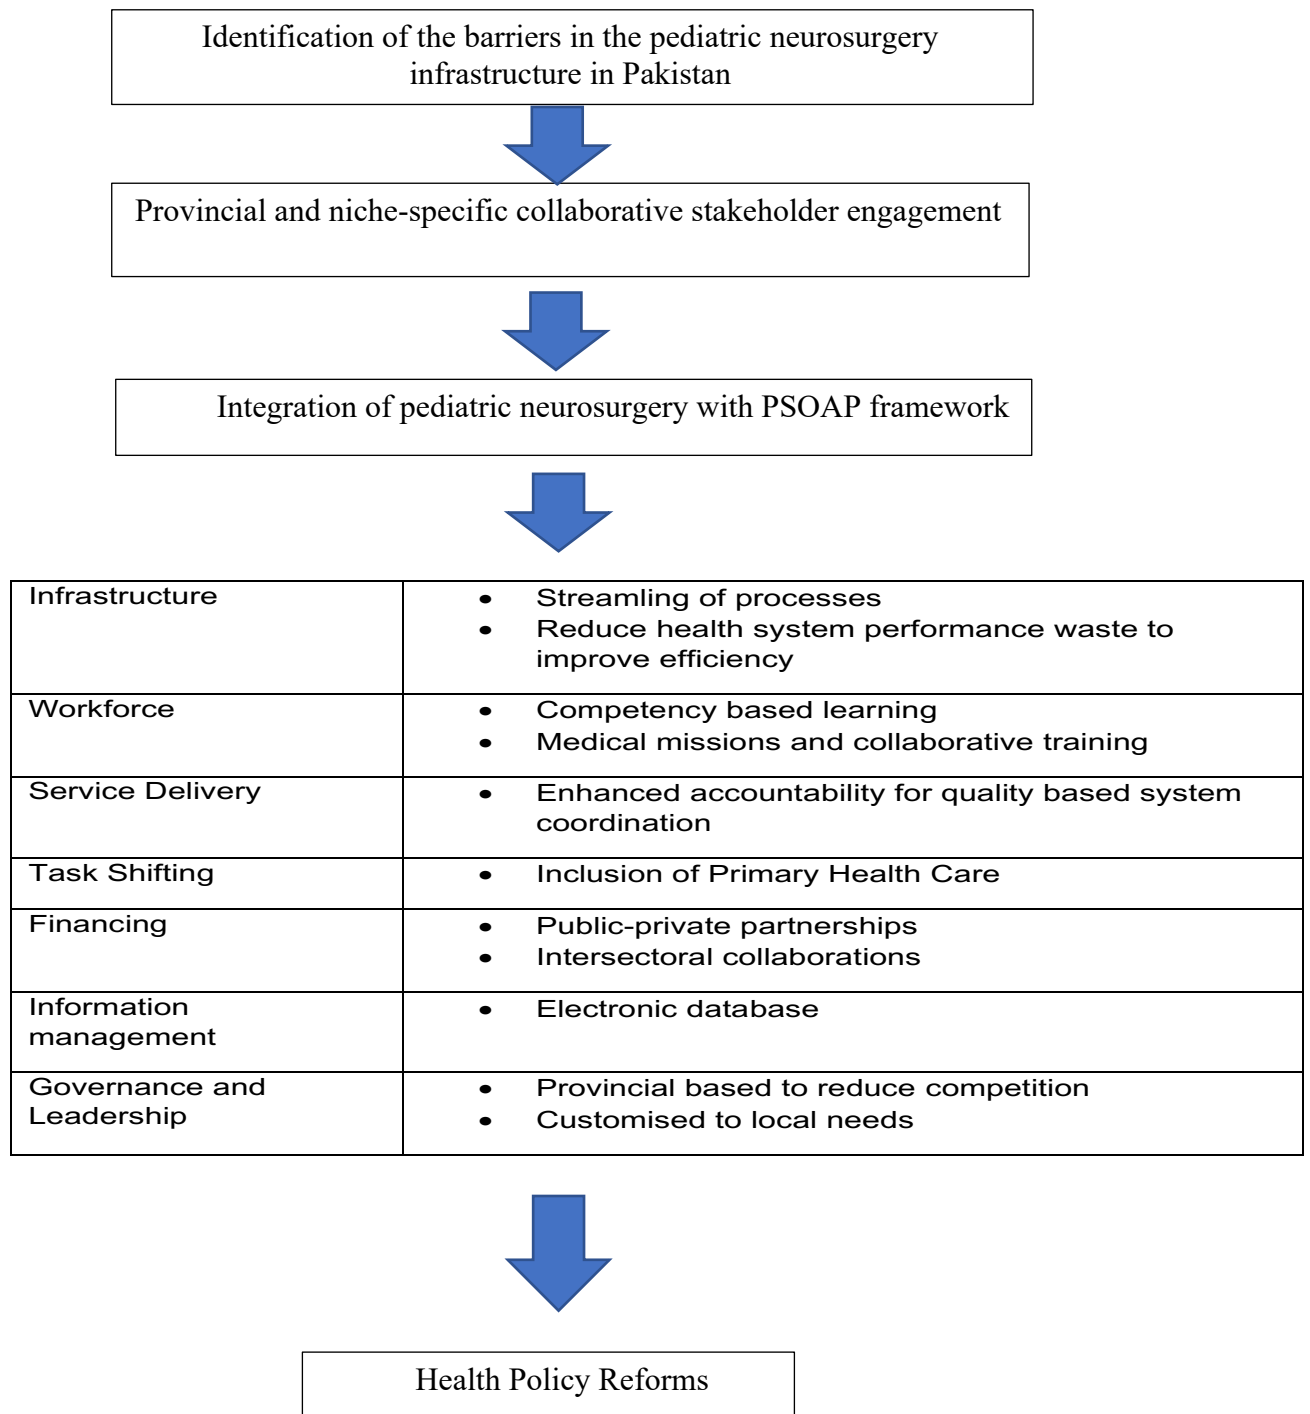 Identification of the barriers in the pediatric neurosurgery
infrastructure in Pakistan
Provincial and niche-specific collaborative stakeholder engagement
Integration of pediatric neurosurgery with PSOAP framework
Infrastructure
• Streamling of processes
• Reduce health system performance waste to
improve efficiency
Workforce
• Competency based learning
• Medical missions and collaborative training
Service Delivery
• Enhanced accountability for quality based system
coordination
Task Shifting
• Inclusion of Primary Health Care
Financing
• Public-private partnerships
• Intersectoral collaborations
Information
management
• Electronic database
Governance and
Leadership
• Provincial based to reduce competition
• Customised to local needs
Health Policy Reforms